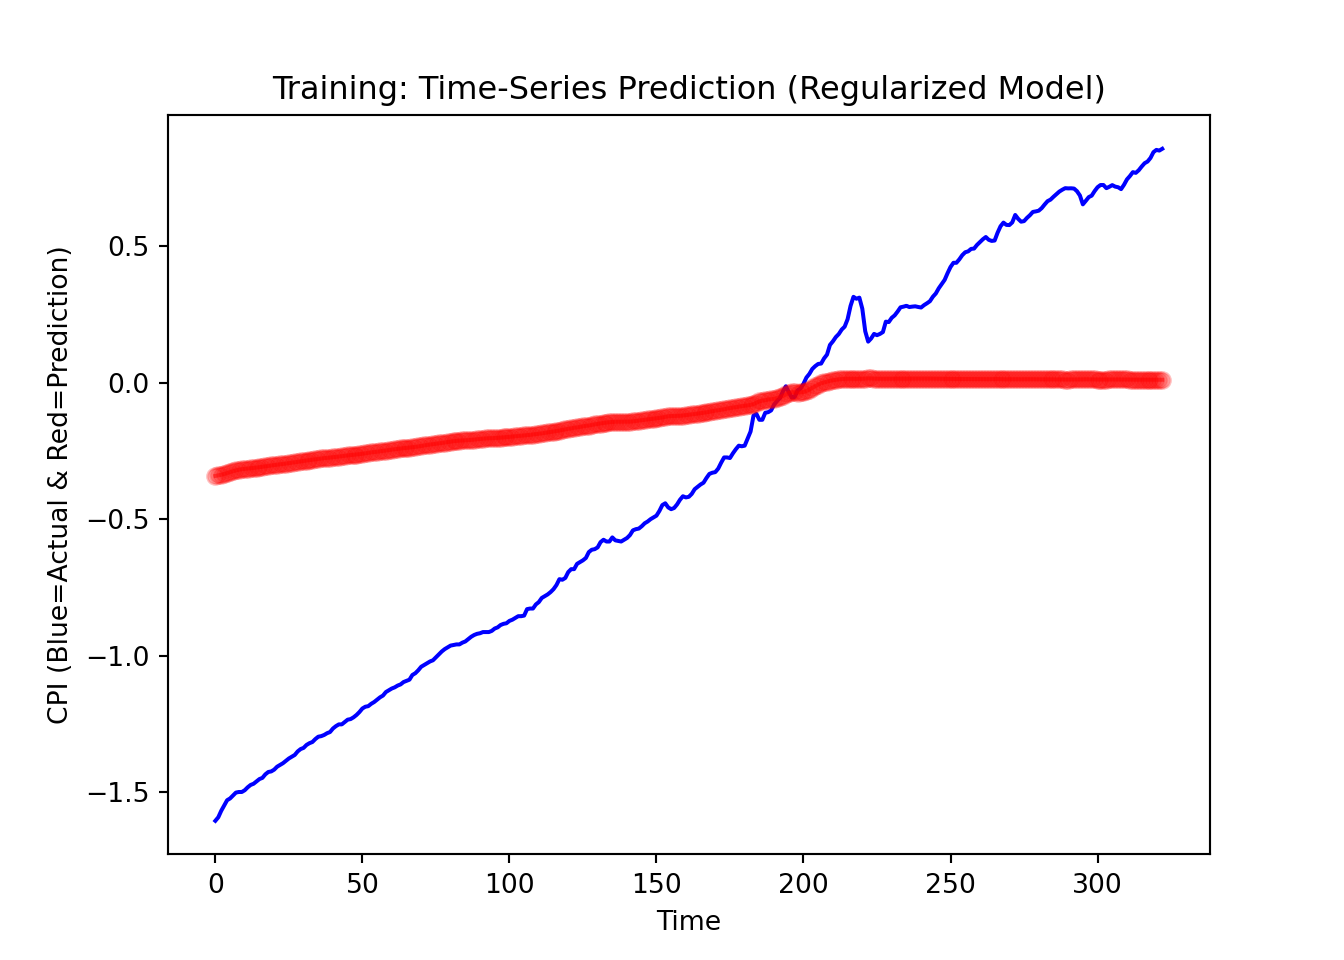 Training: Time-Series Prediction (Regularized Model)
CPI (Blue=Actual & Red=Prediction)
0.5
0.0
−0.5
−1.0
−1.5
0 50 100 150 200 250 300
Time